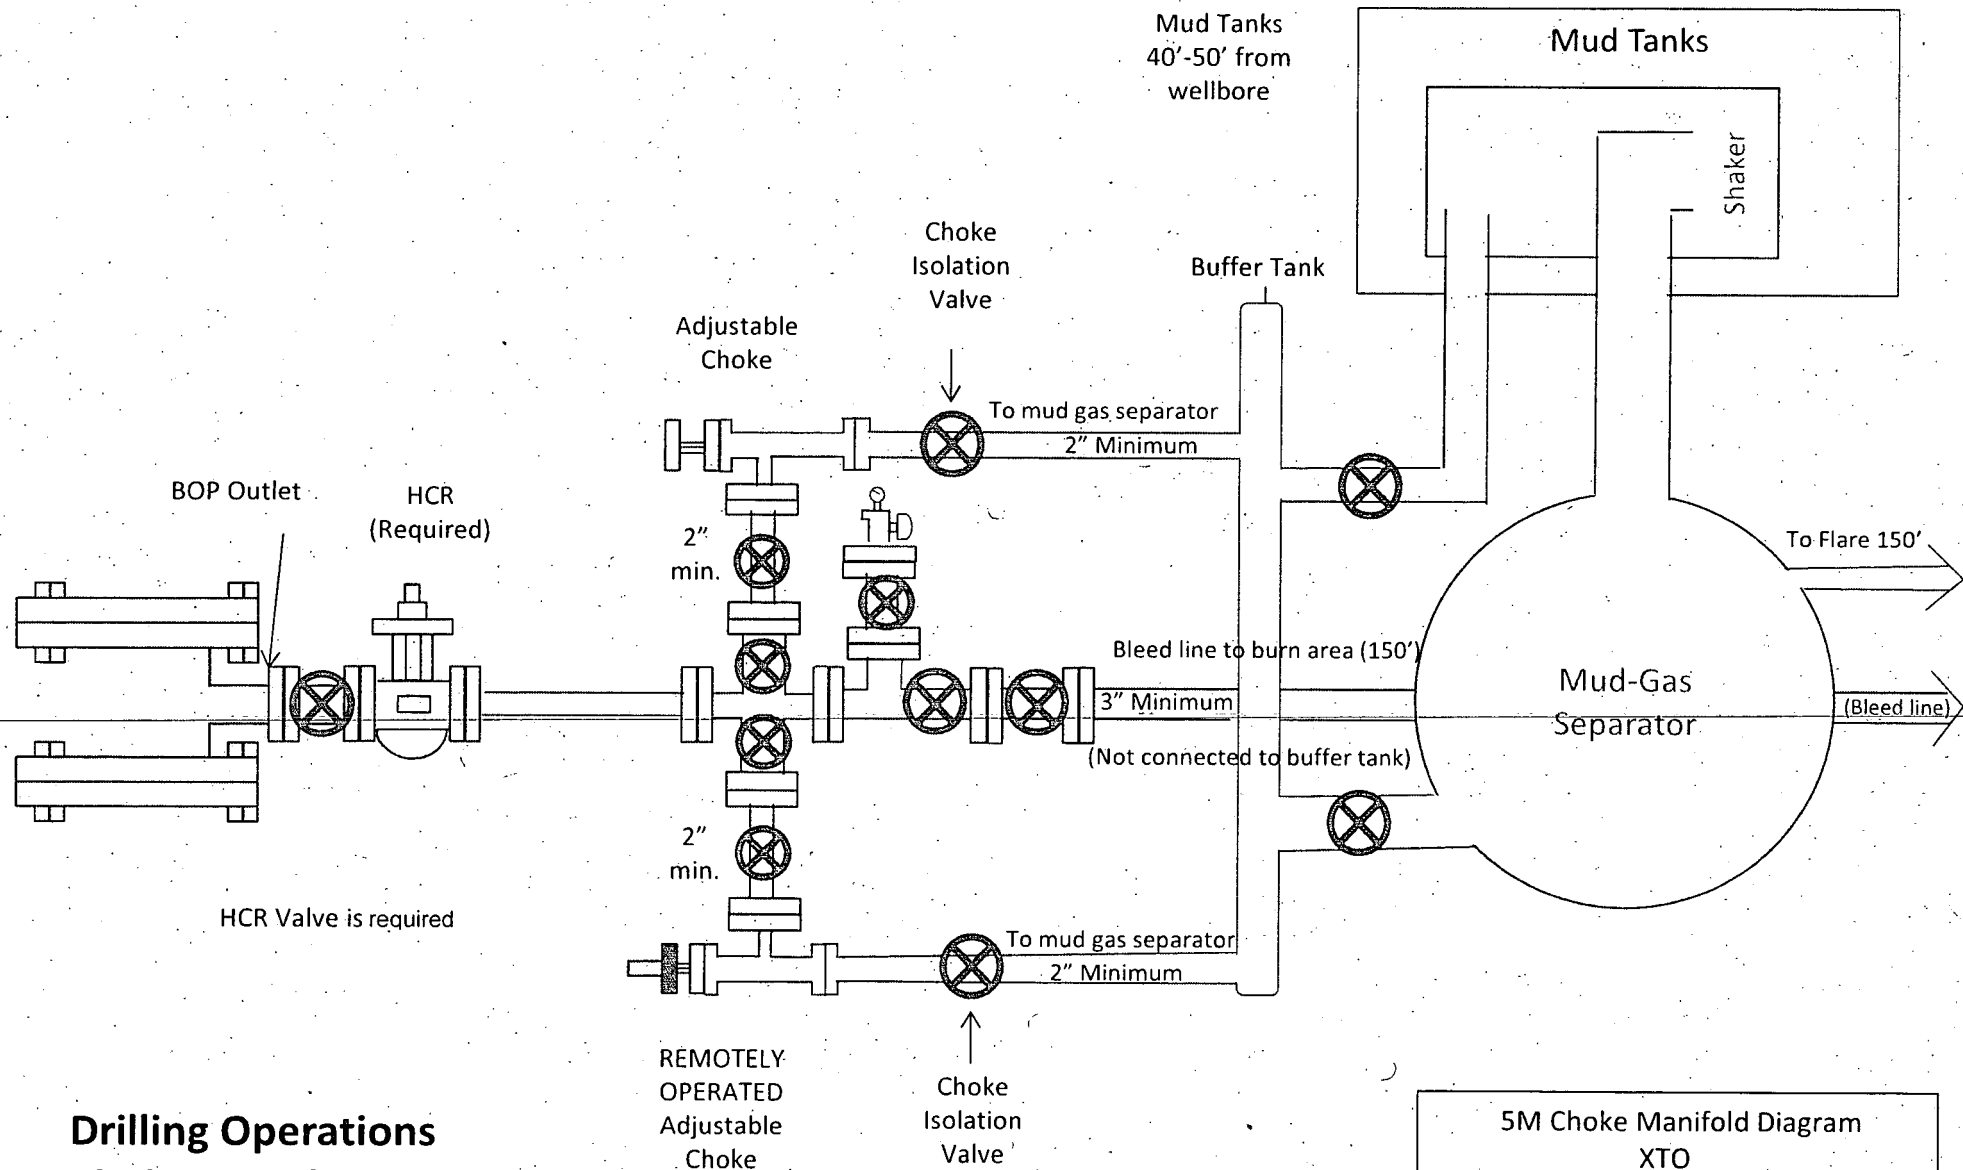 Mud Tanks
40'-50' from
wellbore
Mud Tanks
Shaker
Choke
Isolation
Valve
Buffer Tank
Adjustable
Choke
To mud gas separator
2" Minimum
BOP Outlet
HCR
(Required)
2"
min.
To Flare 150'
Bleed line to burn area (150')
3" Minimum
(Not connected to buffer tank)
Mud-Gas
Separator
(Bleed line)
2"
min.
HCR Valve is required
To mud gas separator
2" Minimum
REMOTELY
OPERATED
Adjustable
Choke
Choke
Isolation
Valve
Drilling Operations
5M Choke Manifold Diagram
XTO